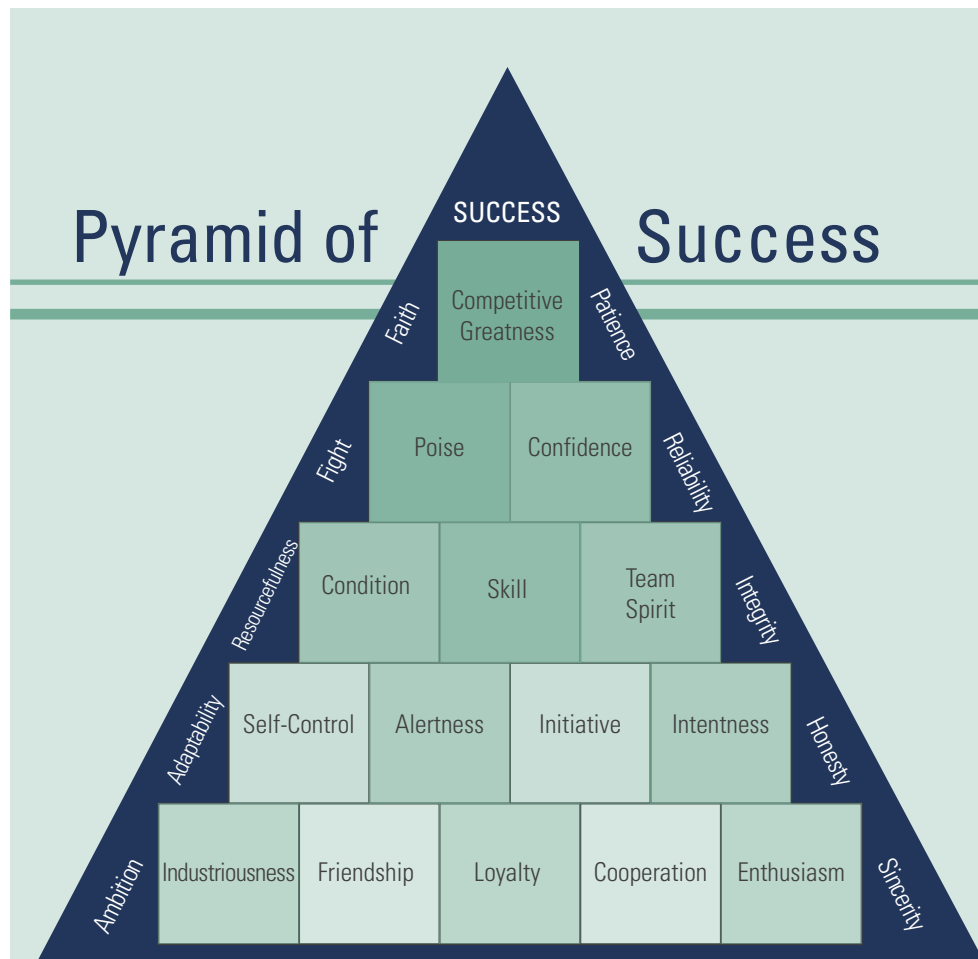 Pyramid of Success
SUCCESS
Faith
Competitive
Greatness
Patience
Fight
Poise
Confidence
Reliability
Resourcefulness
Condition
Skill
Team
Spirit
Integrity
Adaptability
Self-Control
Alertness
Initiative
Intentness
Honesty
Ambition
Industriousness
Friendship
Loyalty
Cooperation
Enthusiasm
Sincerity